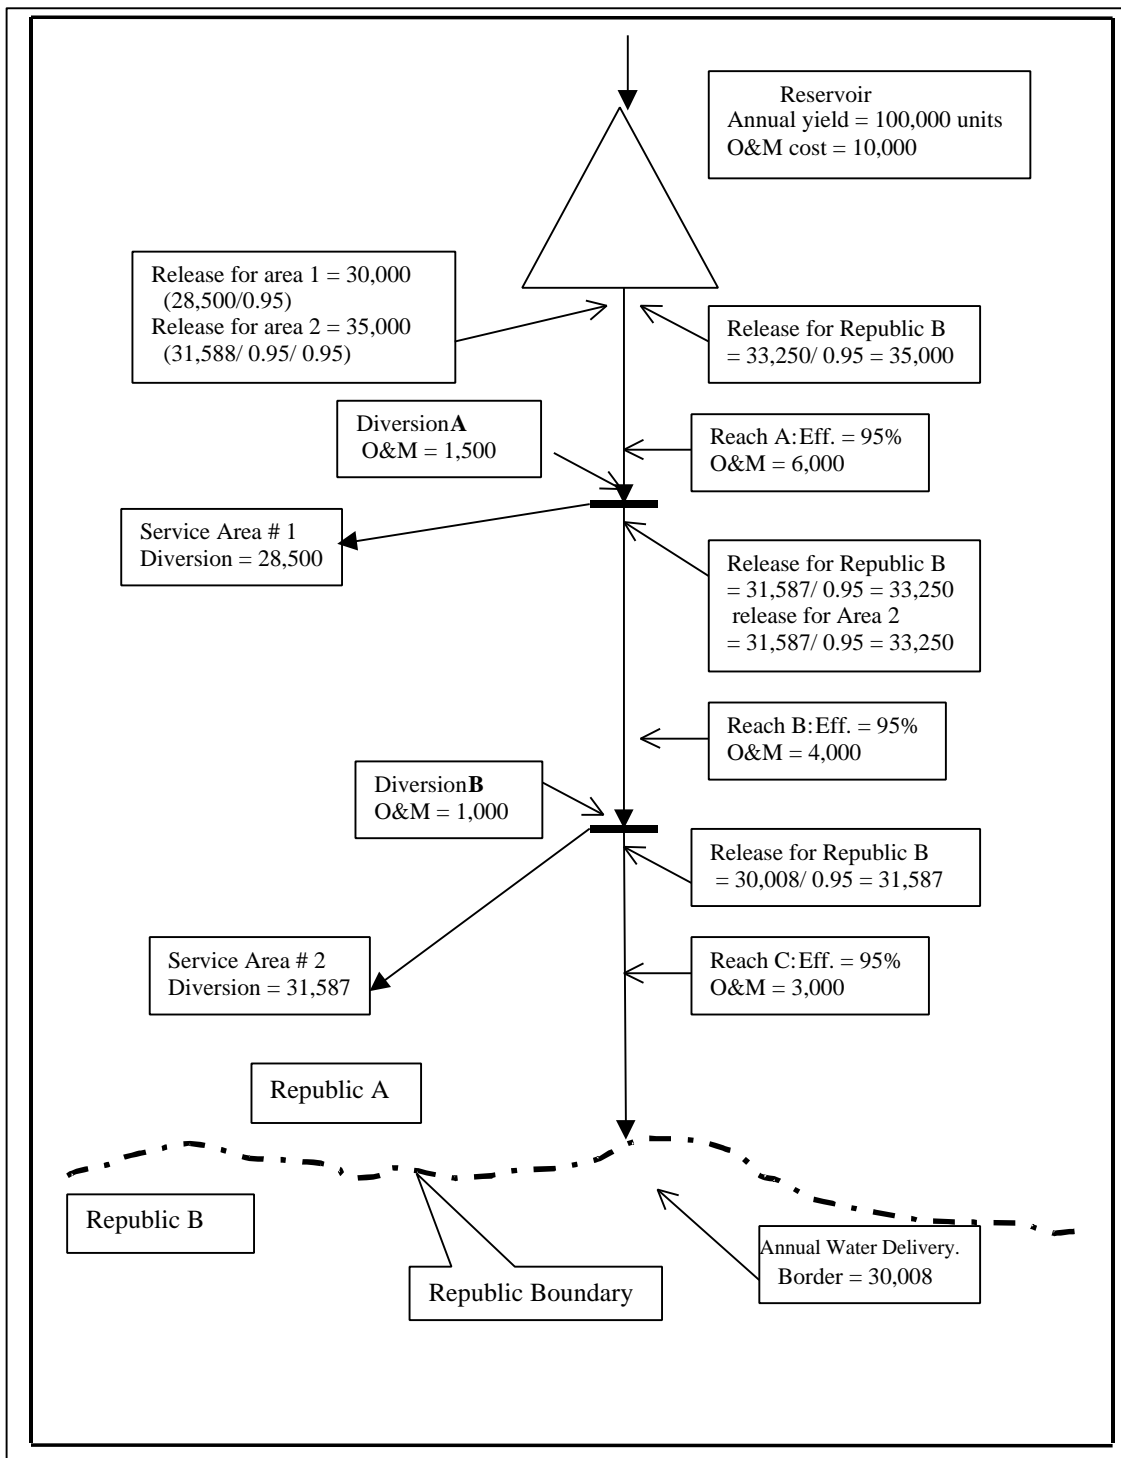 Reservoir
Annual yield = 100,000 units
O&M cost = 10,000
Release for area 1 = 30,000
(28,500/0.95)
Release for area 2 = 35,000
(31,588/ 0.95/ 0.95)
Release for Republic B
= 33,250/ 0.95 = 35,000
Diversion A
O&M = 1,500
Reach A: Eff. = 95%
O&M = 6,000
Service Area # 1
Diversion = 28,500
Release for Republic B
= 31,587/ 0.95 = 33,250
release for Area 2
= 31,587/ 0.95 = 33,250
Reach B: Eff. = 95%
O&M = 4,000
Diversion B
O&M = 1,000
Release for Republic B
= 30,008/ 0.95 = 31,587
Service Area # 2
Diversion = 31,587
Reach C: Eff. = 95%
O&M = 3,000
Republic A
Republic B
Annual Water Delivery.
Border = 30,008
Republic Boundary